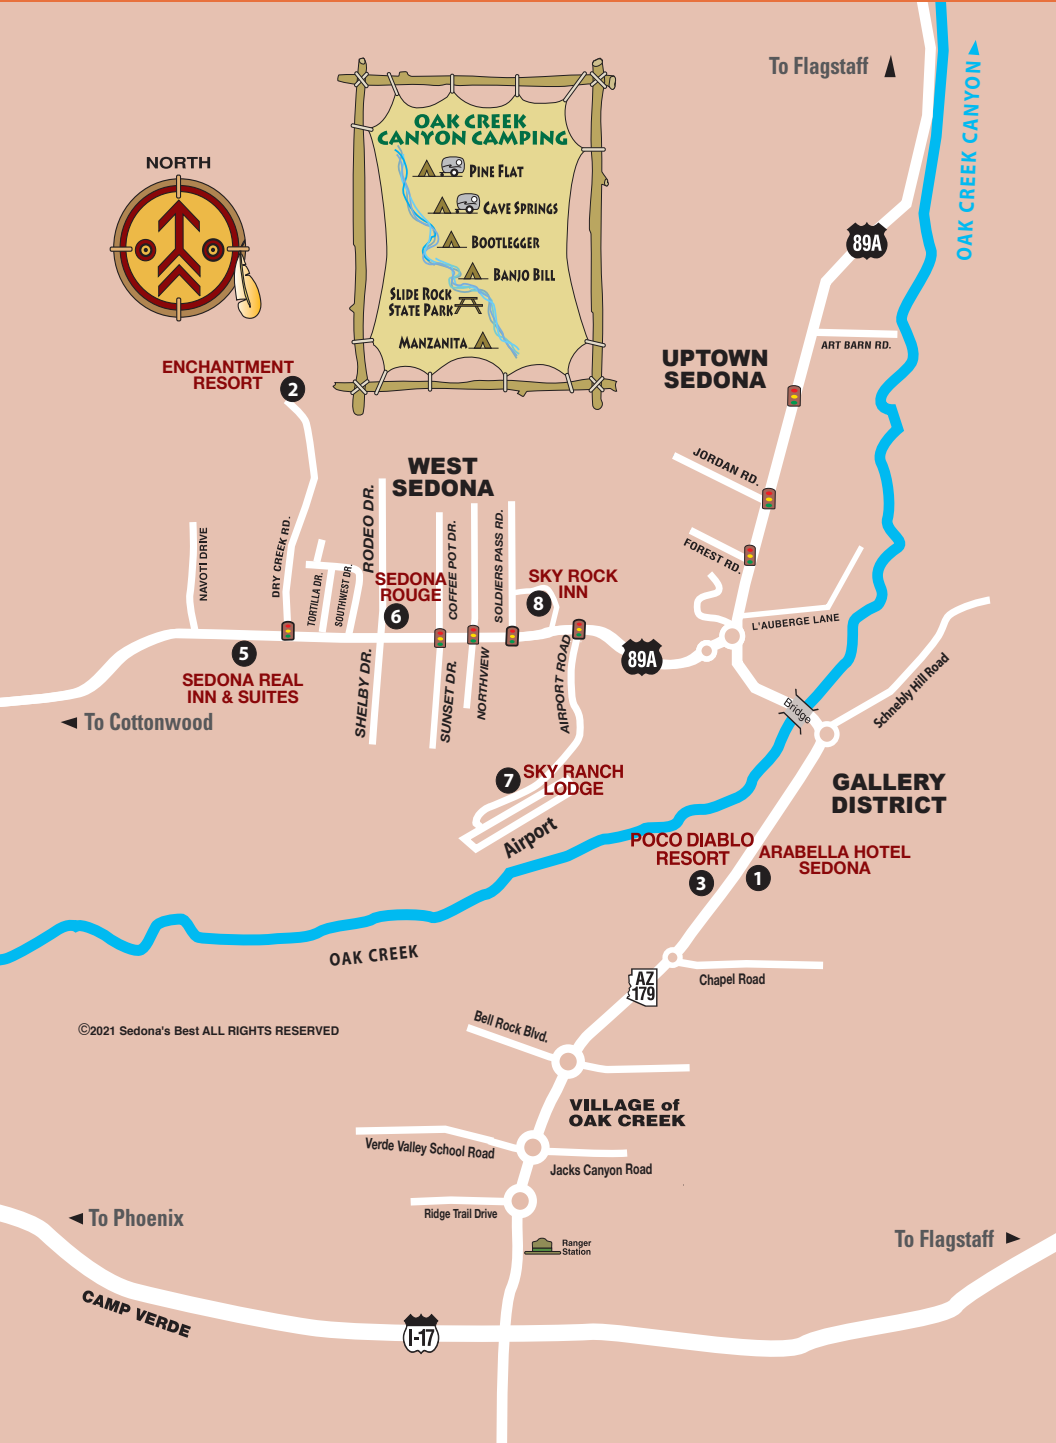 To Flagstaff
OAK CREEK CANYON
NORTH
OAK CREEK
CANYON CAMPING
PINE FLAT
CAVE SPRINGS
BOOTLEGGER
BANJO BILL
SLIDE ROCK
STATE PARK
MANZANITA
89A
ART BARN RD.
UPTOWN
SEDONA
ENCHANTMENT
RESORT
2
WEST
SEDONA
JORDAN RD.
FOREST RD.
L'AUBERGE LANE
NAVOTI DRIVE
DRY CREEK RD.
TORTILLA DR.
SOUTHWEST DR.
RODEO DR.
COFFEE POT DR.
SOLDIERS PASS RD.
SEDONA
ROUGE
6
SKY ROCK
INN
8
5
SEDONA REAL
INN & SUITES
SHELBY DR.
SUNSET DR.
NORTHVIEW
AIRPORT ROAD
89A
To Cottonwood
Bridge
Schnebly Hill Road
7
SKY RANCH
LODGE
Airport
GALLERY
DISTRICT
POCO DIABLO
RESORT
3
ARABELLA HOTEL
SEDONA
1
OAK CREEK
AZ
179
Chapel Road
©2021 Sedona's Best ALL RIGHTS RESERVED
Bell Rock Blvd.
VILLAGE of
OAK CREEK
Verde Valley School Road
Jacks Canyon Road
Ridge Trail Drive
Ranger
Station
To Phoenix
To Flagstaff
CAMP VERDE
I-17